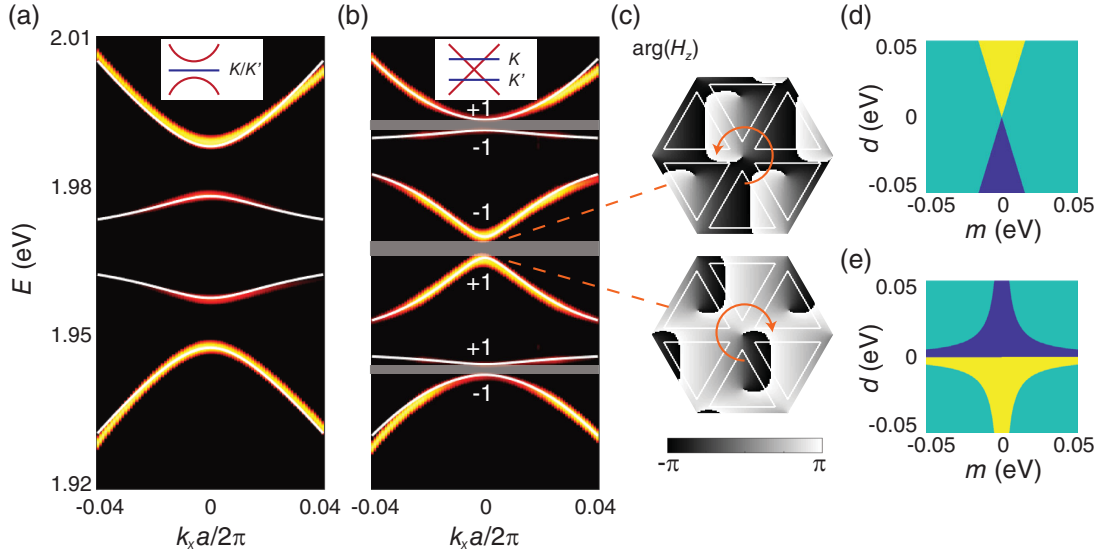 (a)
2.01
1.98
1.95
1.92
E (eV)
K/K'
-0.04
0
0.04
kₓa/2π
(b)
K
K'
+1
-1
-1
+1
+1
-1
-0.04
0
0.04
kₓa/2π
(c)
arg(H_z)
-π
π
(d)
0.05
0
-0.05
d (eV)
-0.05
0
0.05
m (eV)
(e)
0.05
0
-0.05
d (eV)
-0.05
0
0.05
m (eV)